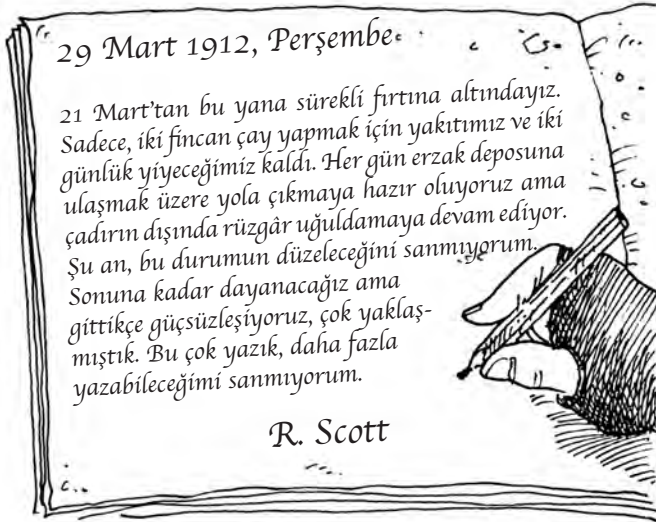 29 Mart 1912, Perşembe
21 Mart'tan bu yana sürekli fırtına altındayız.
Sadece, iki fincan çay yapmak için yakıtımız ve iki
günlük yiyeceğimiz kaldı. Her gün erzak deposuna
ulaşmak üzere yola çıkmaya hazır oluyoruz ama
çadırın dışında rüzgâr uğuldamaya devam ediyor.
Şu an, bu durumun düzeleceğini sanmıyorum.
Sonuna kadar dayanacağız ama
gittikçe güçsüzleşiyoruz, çok yaklaş-
mıştık. Bu çok yazık, daha fazla
yazabileceğimi sanmıyorum.
R. Scott